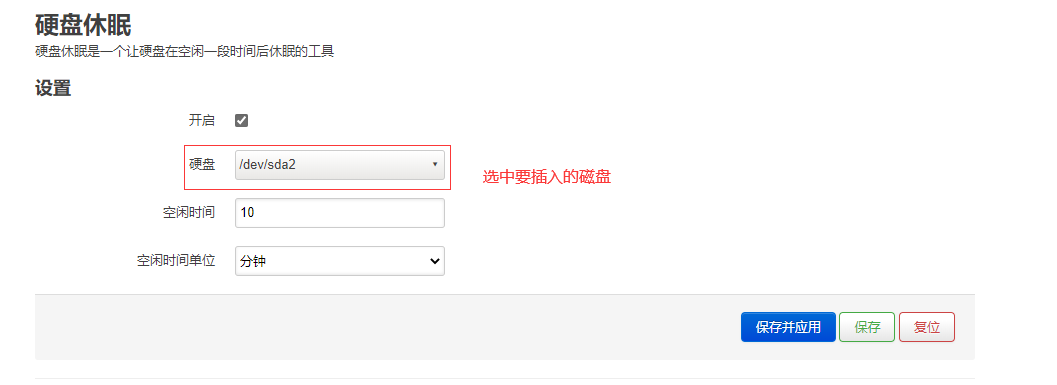 硬盘休眠
硬盘休眠是一个让硬盘在空闲一段时间后休眠的工具
设置
开启
硬盘 /dev/sda2
选中要插入的磁盘
空闲时间 10
空闲时间单位 分钟
保存并应用 保存 复位